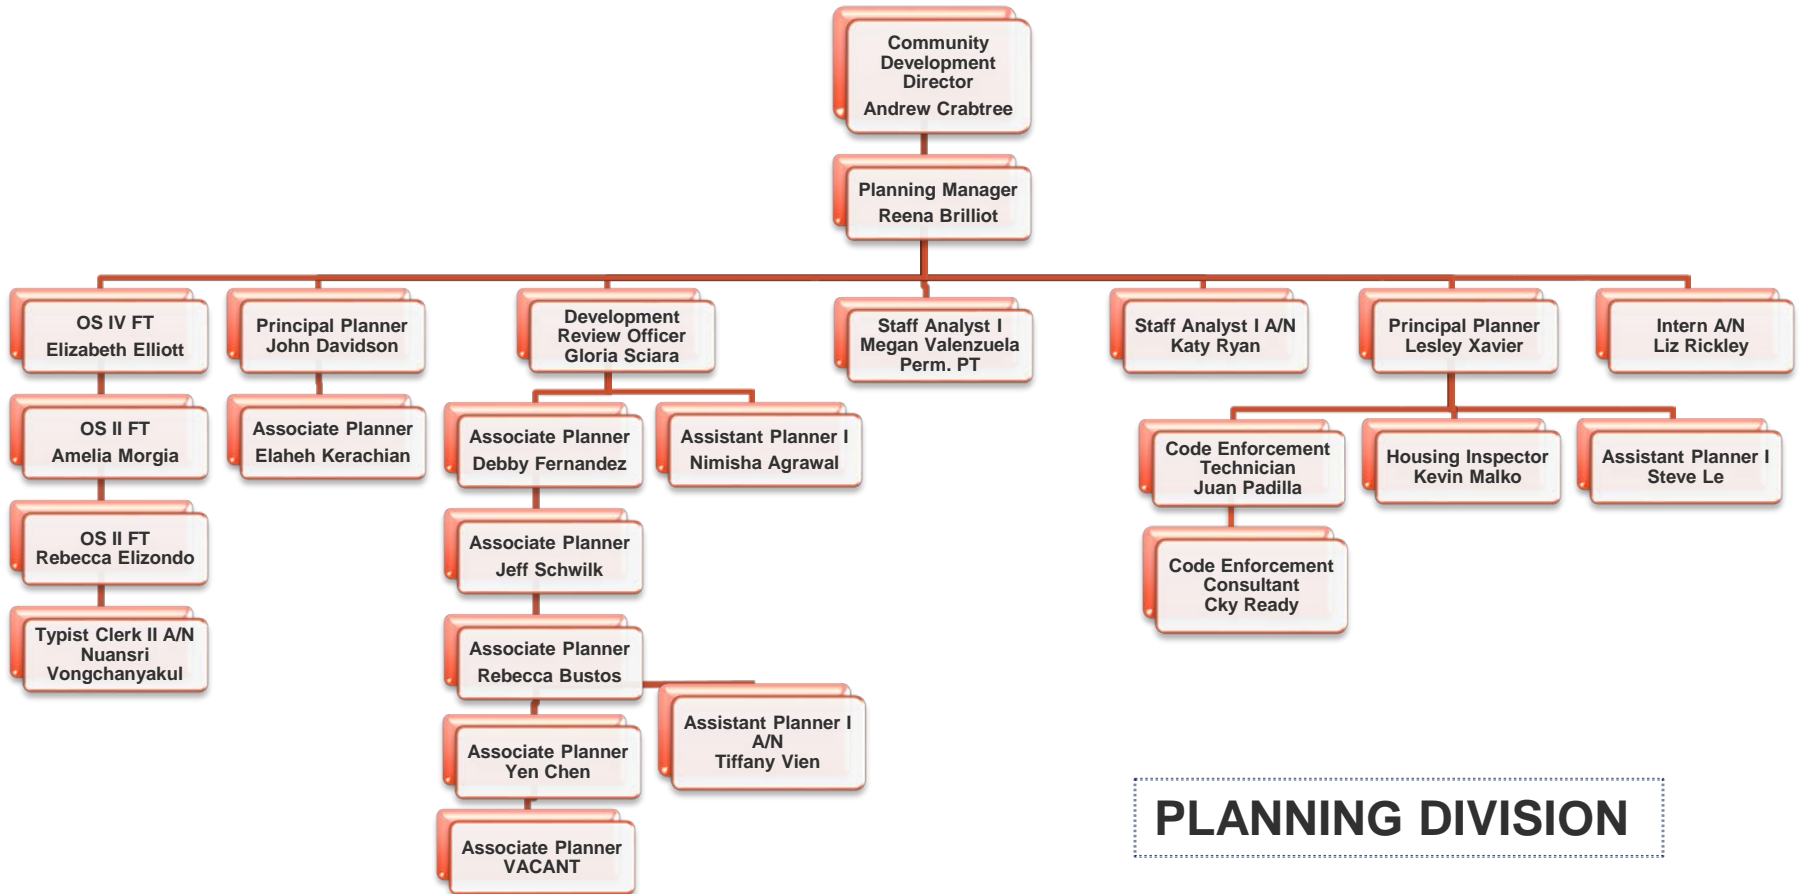 Community
Development
Director
Andrew Crabtree
Planning Manager
Reena Brilliot
OS IV FT
Elizabeth Elliott
Principal Planner
John Davidson
Development
Review Officer
Gloria Sciara
Staff Analyst I
Megan Valenzuela
Perm. PT
Staff Analyst I A/N
Katy Ryan
Principal Planner
Lesley Xavier
Intern A/N
Liz Rickley
OS II FT
Amelia Morgia
Associate Planner
Elaheh Kerachian
Associate Planner
Debby Fernandez
Assistant Planner I
Nimisha Agrawal
Code Enforcement
Technician
Juan Padilla
Housing Inspector
Kevin Malko
Assistant Planner I
Steve Le
OS II FT
Rebecca Elizondo
Associate Planner
Jeff Schwilk
Code Enforcement
Consultant
Cky Ready
Typist Clerk II A/N
Nuansri
Vongchanyakul
Associate Planner
Rebecca Bustos
Assistant Planner I
A/N
Tiffany Vien
Associate Planner
Yen Chen
Associate Planner
VACANT
PLANNING DIVISION